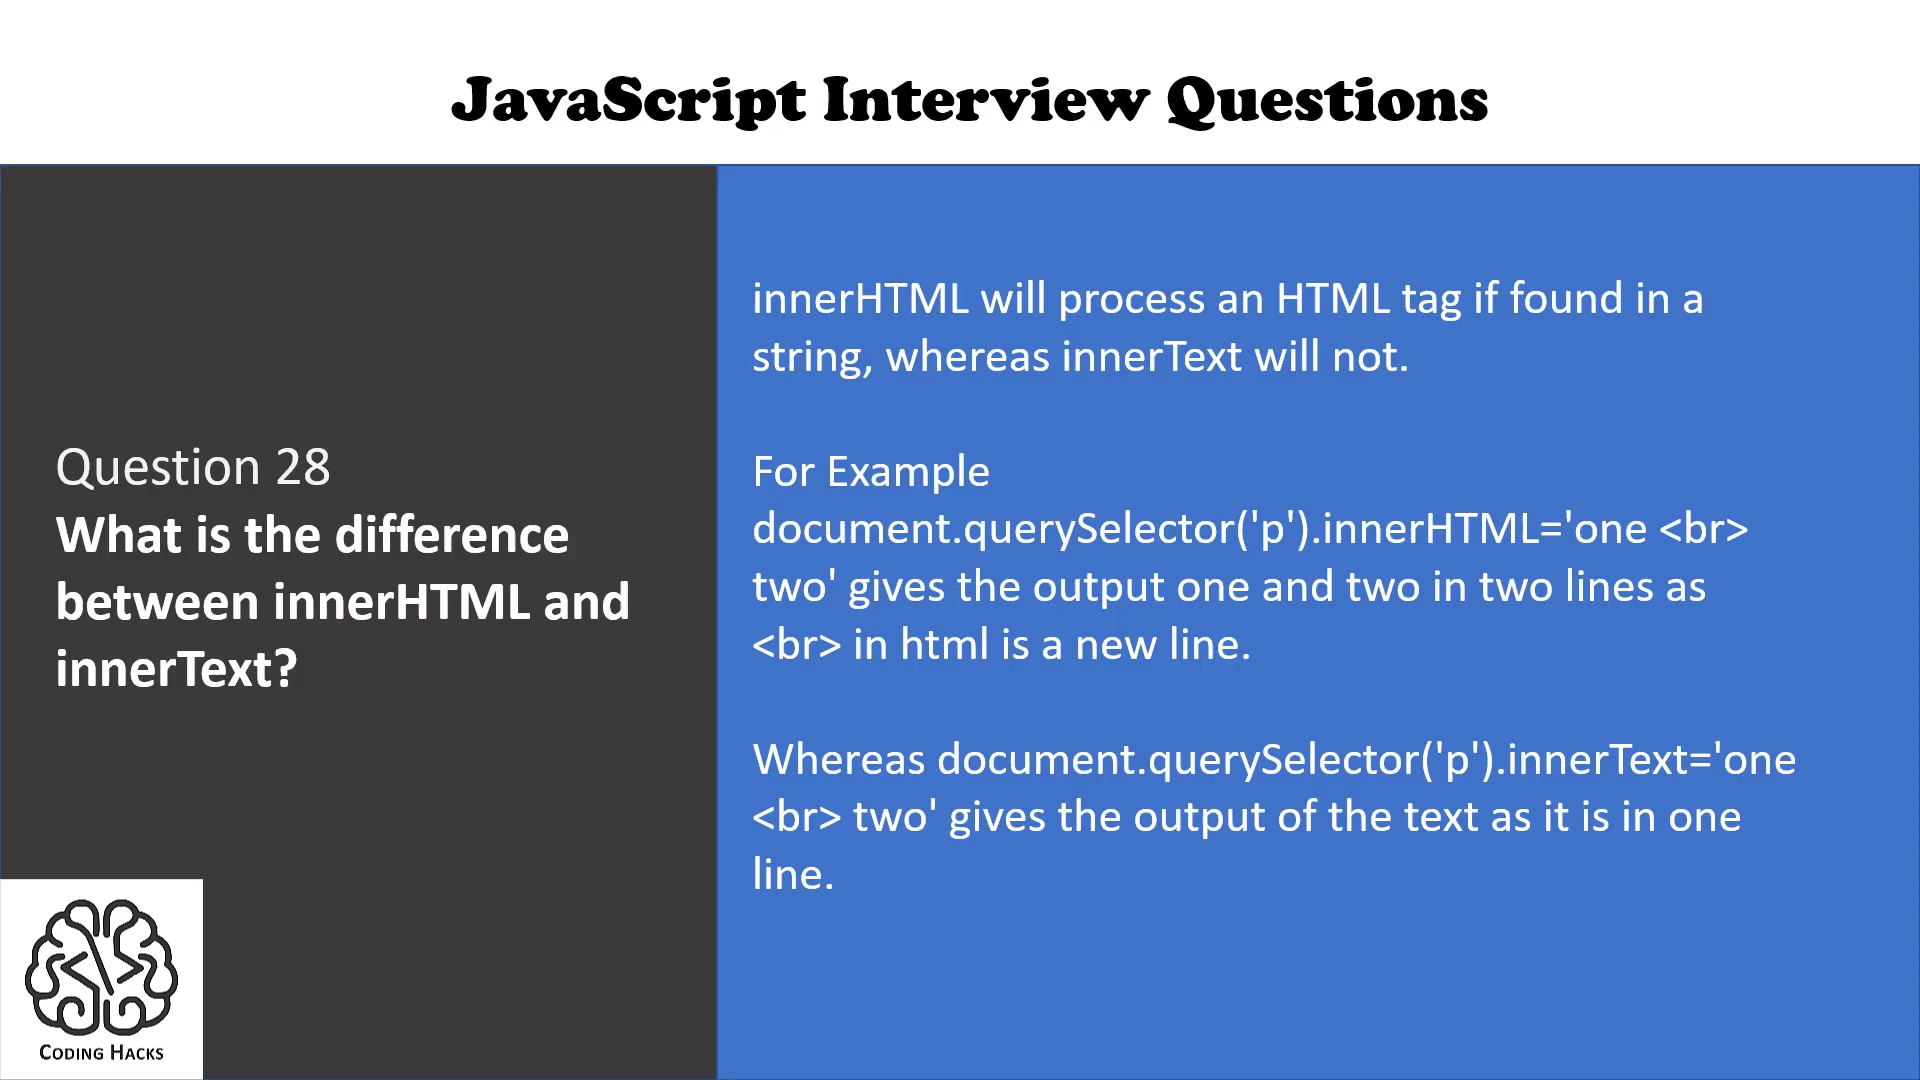 JavaScript Interview Questions
Question 28
What is the difference
between innerHTML and
innerText?
innerHTML will process an HTML tag if found in a
string, whereas innerText will not.
For Example
document.querySelector('p').innerHTML='one <br>
two' gives the output one and two in two lines as
<br> in html is a new line.
Whereas document.querySelector('p').innerText='one
<br> two' gives the output of the text as it is in one
line.
CODING HACKS